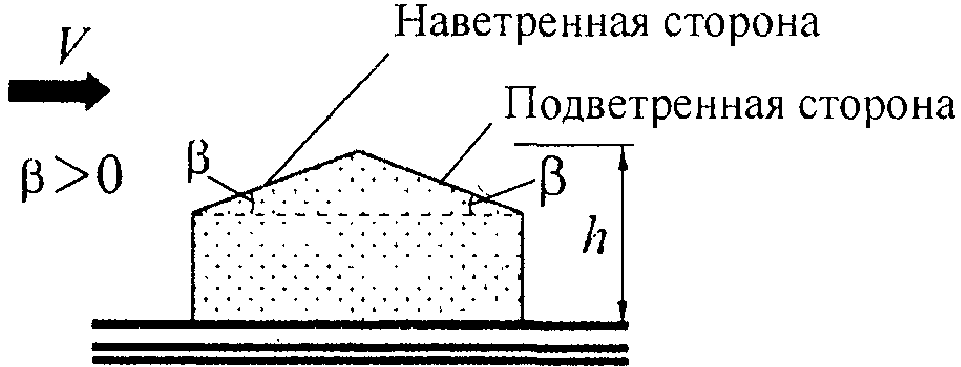 Наветренная сторона
V
Подветренная сторона
β>0
β
β
h